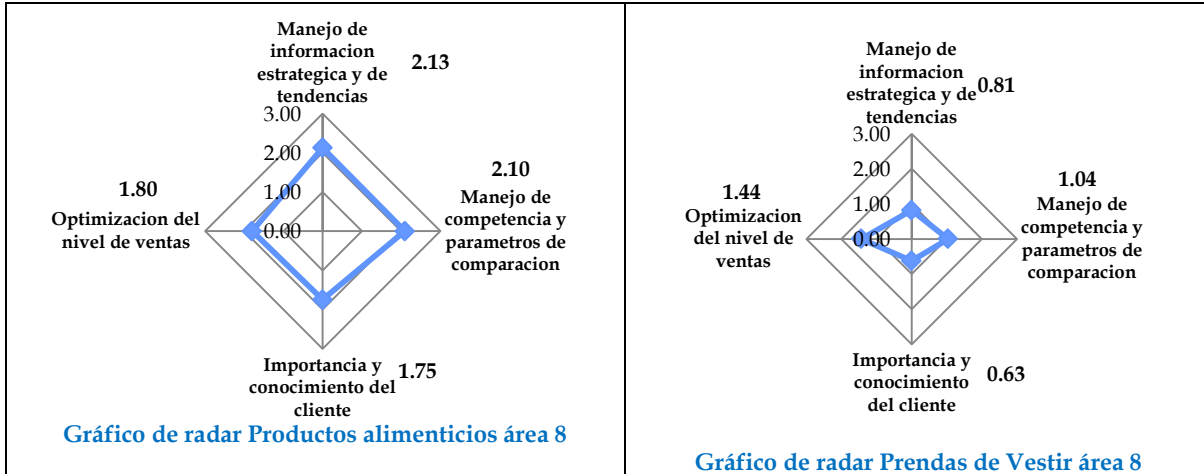 Manejo de
informacion
estrategica y de
tendencias
2.13
3.00
2.00
1.00
0.00
2.10
Manejo de
competencia y
parametros de
comparacion
1.80
Optimizacion del
nivel de ventas
Importancia y
conocimiento del
cliente
1.75
Gráfico de radar Productos alimenticios área 8
Manejo de
informacion
estrategica y de
tendencias
0.81
3.00
2.00
1.00
0.00
1.04
Manejo de
competencia y
parametros de
comparacion
1.44
Optimizacion
del nivel de
ventas
Importancia y
conocimiento
del cliente
0.63
Gráfico de radar Prendas de Vestir área 8